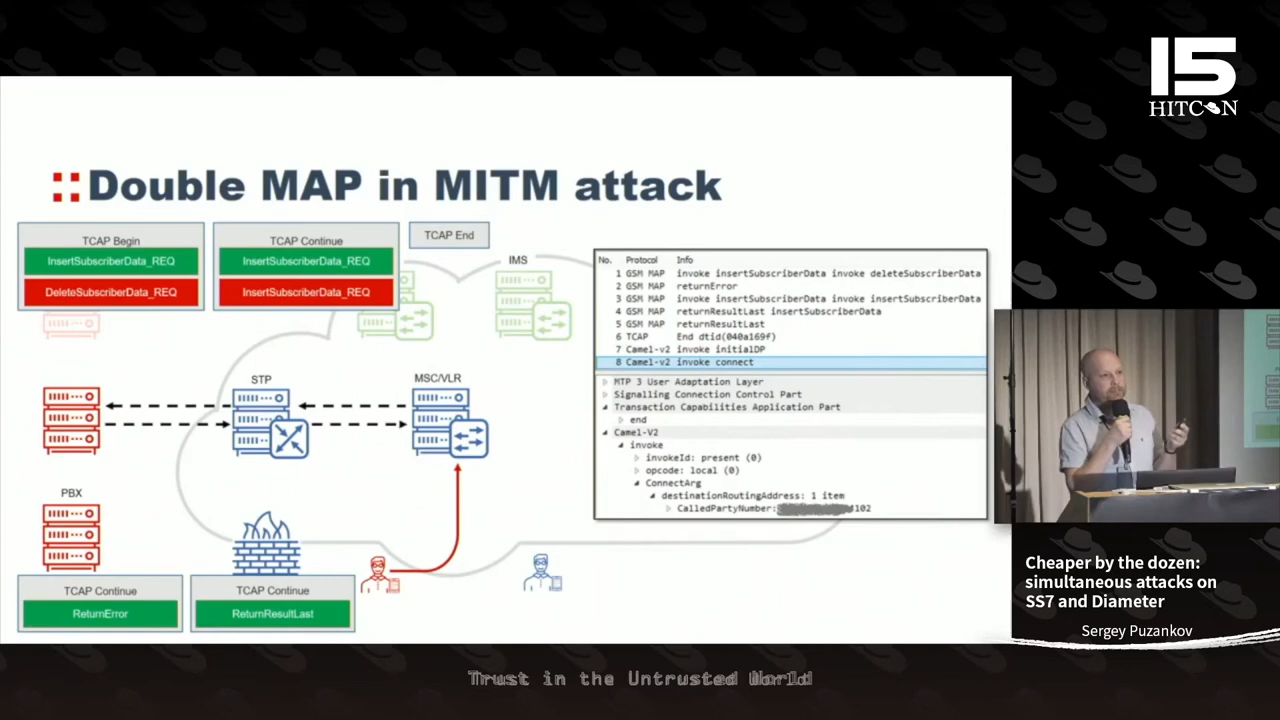 15
HITCON
::Double MAP in MITM attack
TCAP Begin
InsertSubscriberData_REQ
DeleteSubscriberData_REQ
TCAP Continue
InsertSubscriberData_REQ
InsertSubscriberData_REQ
TCAP End
IMS
STP
MSC/VLR
PBX
TCAP Continue
ReturnError
TCAP Continue
ReturnResultLast
No. Protocol Info
1 GSM MAP invoke insertSubscriberData invoke deleteSubscriberData
2 GSM MAP returnError
3 GSM MAP invoke insertSubscriberData invoke insertSubscriberData
4 GSM MAP returnResultLast insertSubscriberData
5 GSM MAP returnResultLast
6 TCAP End dtid(040a169f)
7 Camel-v2 invoke initialDP
8 Camel-v2 invoke connect
MTP 3 User Adaptation Layer
Signalling Connection Control Part
Transaction Capabilities Application Part
end
Camel-V2
invoke
invokeId: present (0)
opcode: local (0)
ConnectArg
destinationRoutingAddress: 1 item
CalledPartyNumber: 4102
Cheaper by the dozen:
simultaneous attacks on
SS7 and Diameter
Sergey Puzankov
Trust in the Untrusted World